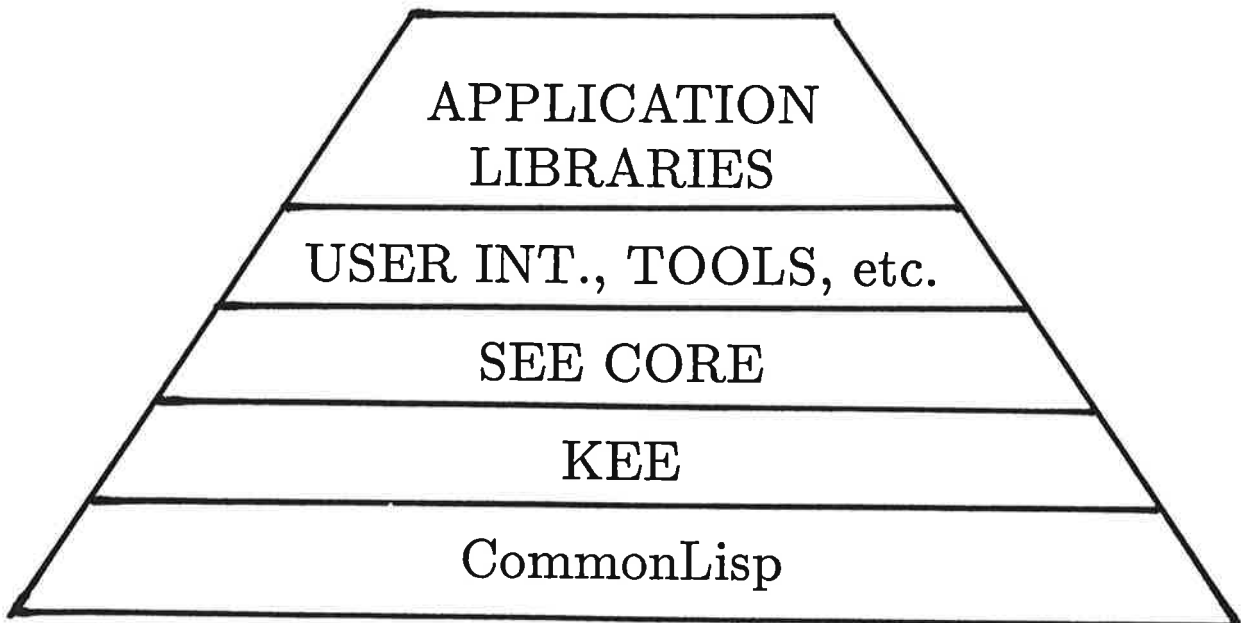 APPLICATION
LIBRARIES
USER INT., TOOLS, etc.
SEE CORE
KEE
CommonLisp